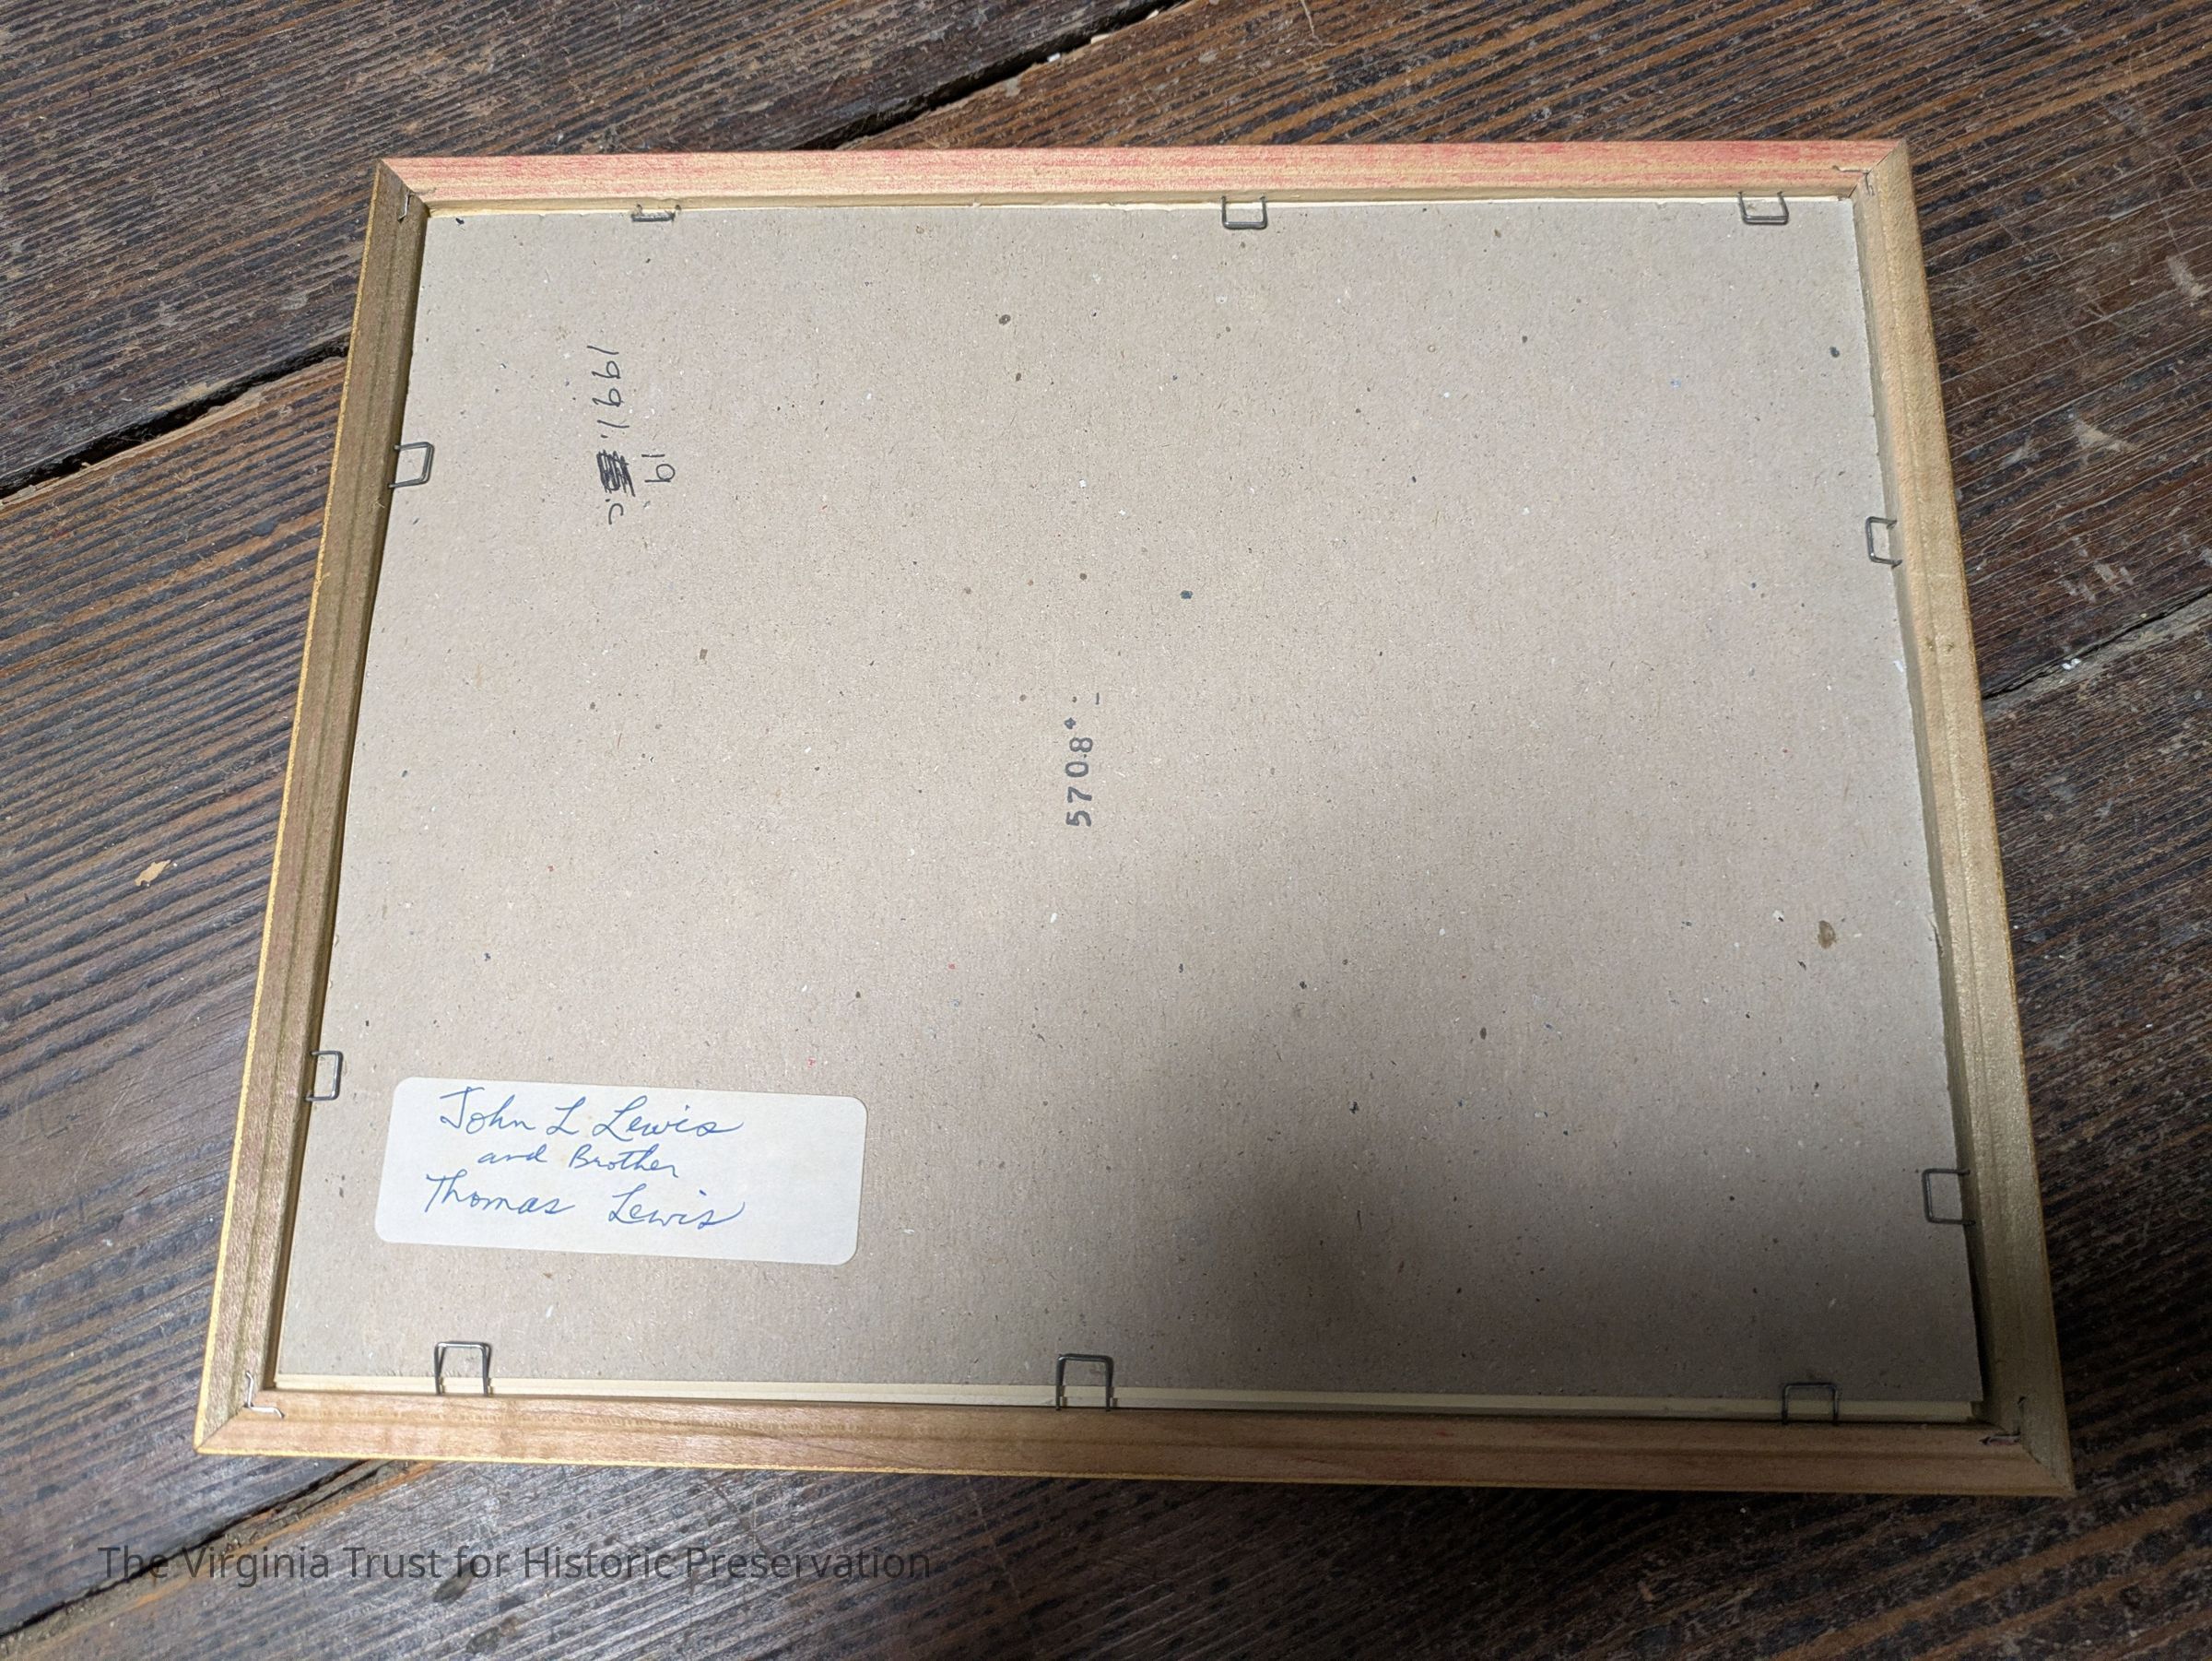 1991.
19
.c
5708
John L Lewis
and Brother
Thomas Lewis
The Virginia Trust for Historic Preservation